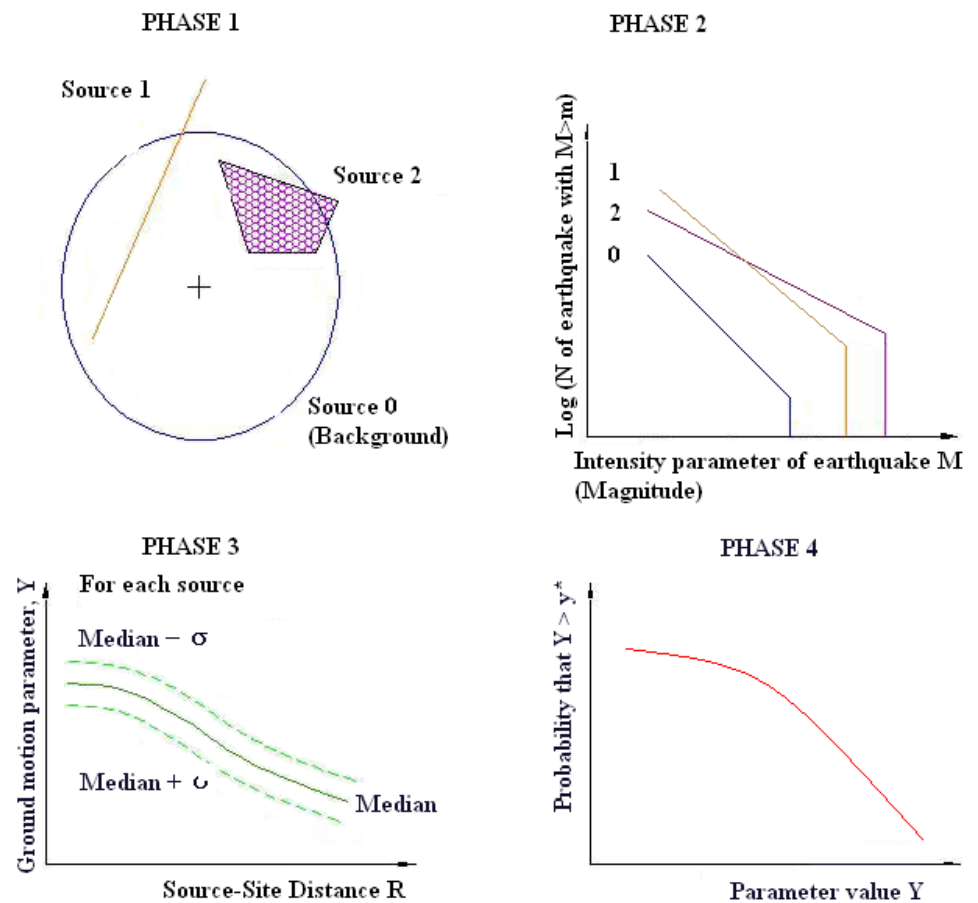 PHASE 1
Source 1
Source 2
Source 0
(Background)
PHASE 2
Log (N of earthquake with M>m)
1
2
0
Intensity parameter of earthquake M
(Magnitude)
PHASE 3
Ground motion parameter, Y
For each source
Median − σ
Median +
Median
Source-Site Distance R
PHASE 4
Probability that Y > y*
Parameter value Y